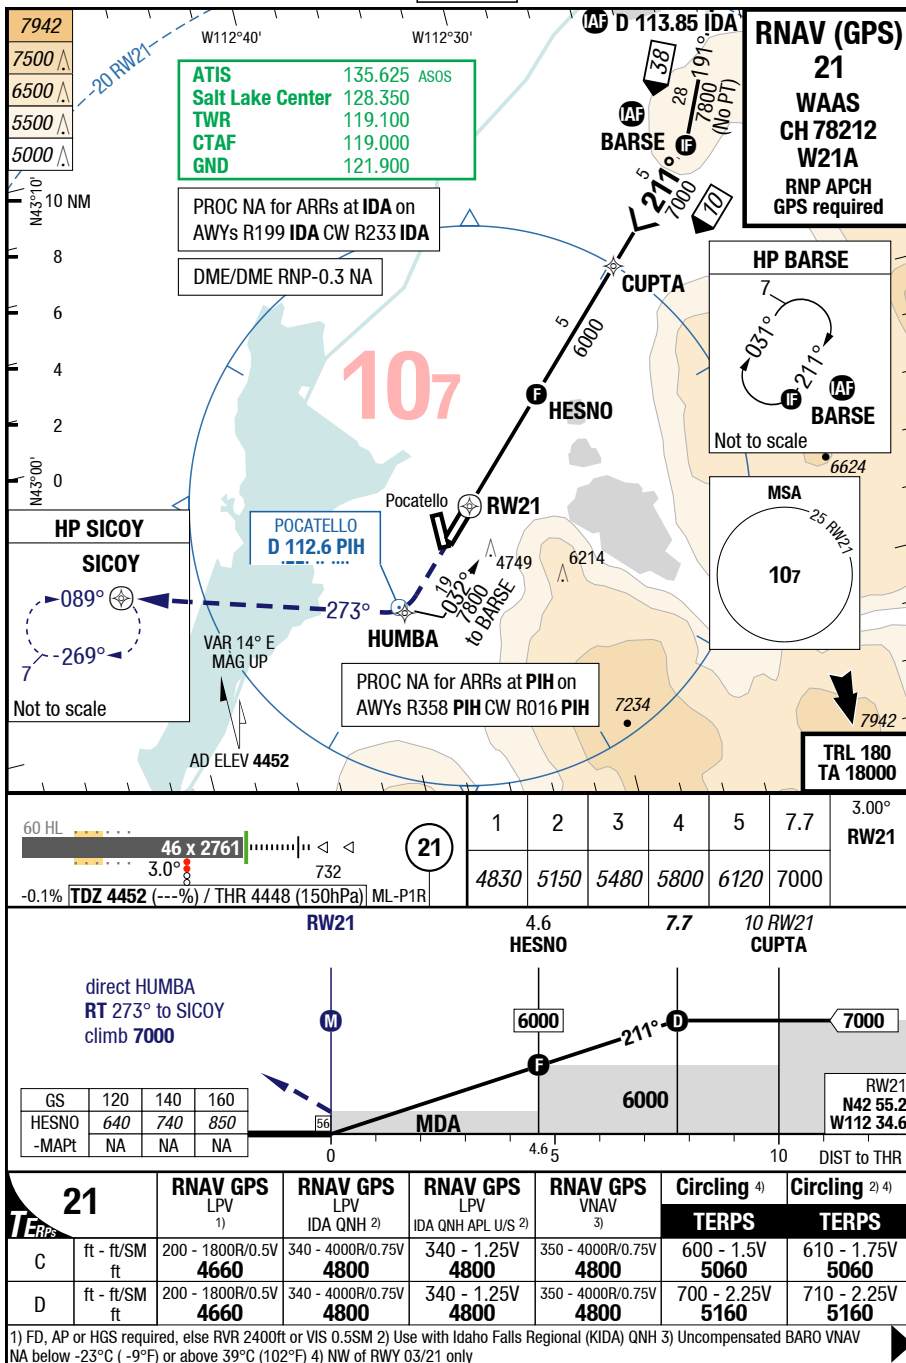 7942
7500
6500
5500
5000
20 RW21
W112°40'
W112°30'
IAF D 113.85 IDA
RNAV (GPS)
21
WAAS
CH 78212
W21A
RNP APCH
GPS required
ATIS 135.625 ASOS
Salt Lake Center 128.350
TWR 119.100
CTAF 119.000
GND 121.900
38
191°
28
7800
(No PT)
IAF
BARSE
IF
5
211°
7000
10
N43°10'
10 NM
8
6
4
2
0
N43°00'
PROC NA for ARRs at IDA on
AWYs R199 IDA CW R233 IDA
DME/DME RNP-0.3 NA
CUPTA
5
6000
107
F
HESNO
HP BARSE
7
031°
211°
IF
IAF
BARSE
Not to scale
6624
Pocatello
RW21
MSA
25 RW21
107
HP SICOY
SICOY
089°
269°
7
Not to scale
POCATELLO
D 112.6 PIH
273°
HUMBA
19
032°
7800
to BARSE
4749
6214
VAR 14° E
MAG UP
AD ELEV 4452
PROC NA for ARRs at PIH on
AWYs R358 PIH CW R016 PIH
7234
7942
TRL 180
TA 18000
60 HL
46 x 2761
3.0°
732
21
-0.1% TDZ 4452 (---%) / THR 4448 (150hPa) ML-P1R
1 2 3 4 5 7.7 3.00°
RW21
4830 5150 5480 5800 6120 7000
RW21 4.6 7.7 10 RW21
HESNO CUPTA
direct HUMBA
RT 273° to SICOY
climb 7000
M
6000
211°
D
7000
F
6000
MDA
56
RW21
N42 55.2
W112 34.6
GS 120 140 160
HESNO 640 740 850
-MAPt NA NA NA
0 4.6 5 10 DIST to THR
TERPs 21
RNAV GPS LPV 1)
RNAV GPS LPV IDA QNH 2)
RNAV GPS LPV IDA QNH APL U/S 2)
RNAV GPS VNAV 3)
Circling 4) TERPS
Circling 2) 4) TERPS
C ft - ft/SM 200 - 1800R/0.5V 340 - 4000R/0.75V 340 - 1.25V 350 - 4000R/0.75V 600 - 1.5V 610 - 1.75V
ft 4660 4800 4800 4800 5060 5060
D ft - ft/SM 200 - 1800R/0.5V 340 - 4000R/0.75V 340 - 1.25V 350 - 4000R/0.75V 700 - 2.25V 710 - 2.25V
ft 4660 4800 4800 4800 5160 5160
1) FD, AP or HGS required, else RVR 2400ft or VIS 0.5SM 2) Use with Idaho Falls Regional (KIDA) QNH 3) Uncompensated BARO VNAV
NA below -23°C ( -9°F) or above 39°C (102°F) 4) NW of RWY 03/21 only